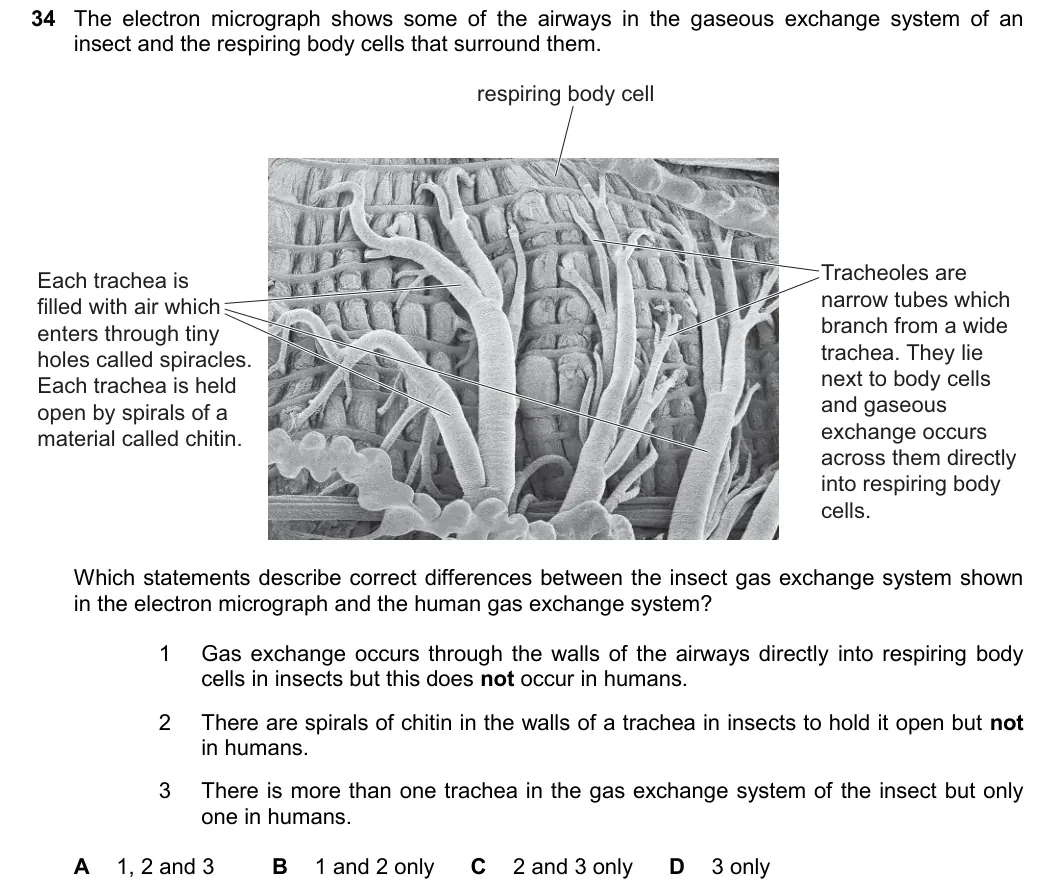 34 The electron micrograph shows some of the airways in the gaseous exchange system of an
insect and the respiring body cells that surround them.
respiring body cell
Each trachea is
filled with air which
enters through tiny
holes called spiracles.
Each trachea is held
open by spirals of a
material called chitin.
Tracheoles are
narrow tubes which
branch from a wide
trachea. They lie
next to body cells
and gaseous
exchange occurs
across them directly
into respiring body
cells.
Which statements describe correct differences between the insect gas exchange system shown
in the electron micrograph and the human gas exchange system?
1 Gas exchange occurs through the walls of the airways directly into respiring body
cells in insects but this does not occur in humans.
2 There are spirals of chitin in the walls of a trachea in insects to hold it open but not
in humans.
3 There is more than one trachea in the gas exchange system of the insect but only
one in humans.
A 1, 2 and 3 B 1 and 2 only C 2 and 3 only D 3 only